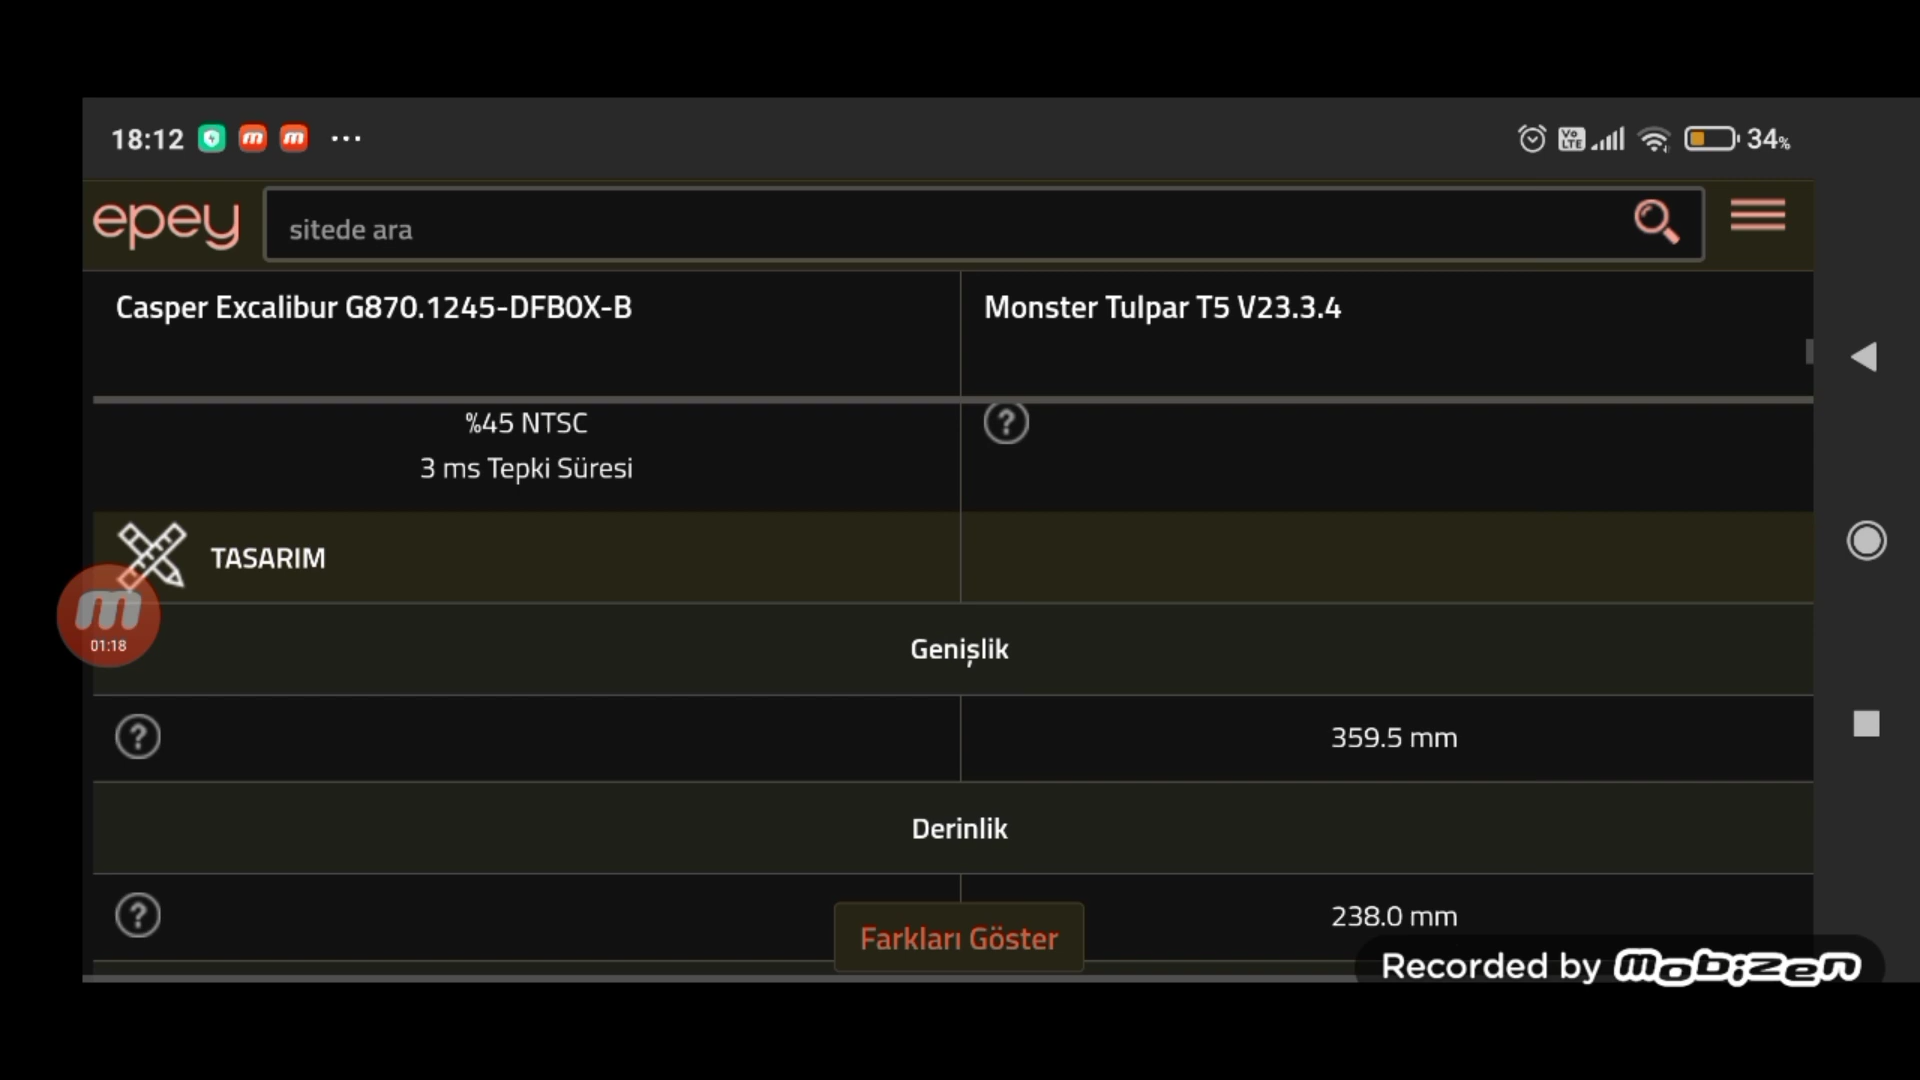 18:12 m m ... Vo LTE 34%
epey sitede ara
Casper Excalibur G870.1245-DFB0X-B
Monster Tulpar T5 V23.3.4
%45 NTSC
3 ms Tepki Süresi
?
TASARIM
m
01:18
Genişlik
? 359.5 mm
Derinlik
? 238.0 mm
Farkları Göster
Recorded by mobizen